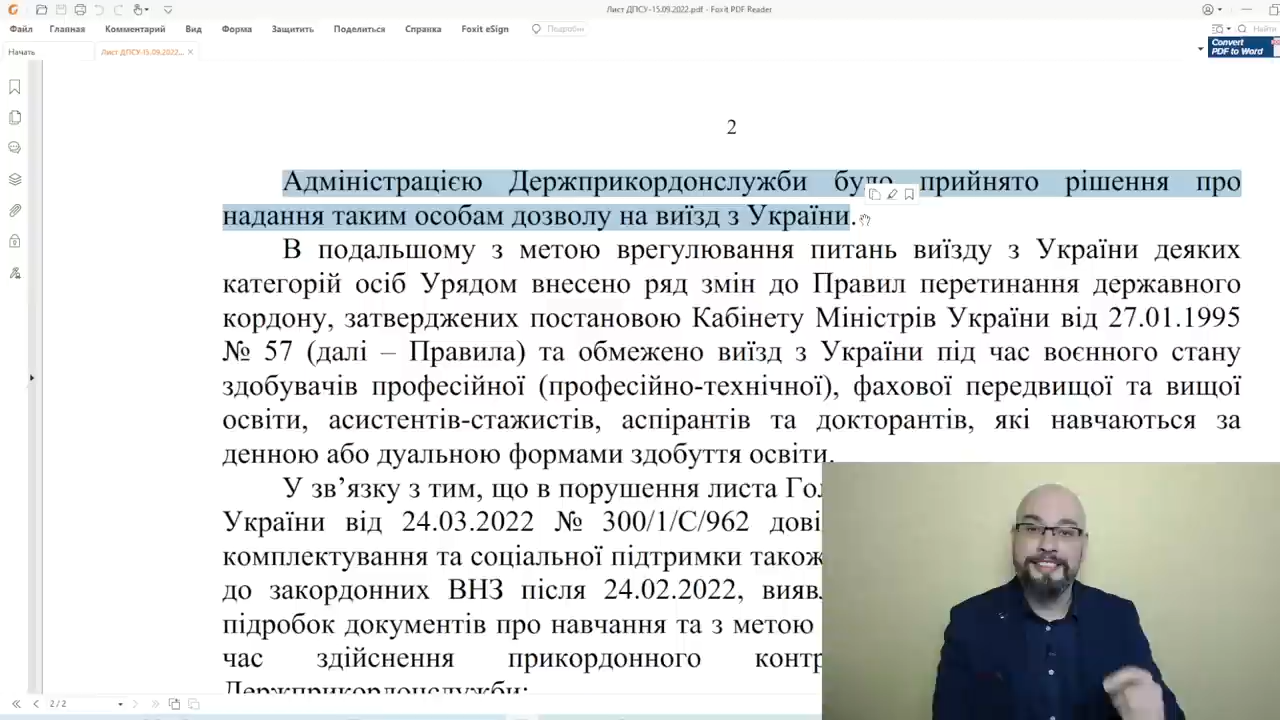 Лист ДПСУ-15.09.2022.pdf - Foxit PDF Reader
Файл Главная Комментарий Вид Форма Защитить Поделиться Справка Foxit eSign Подробн Найти
Начать Лист ДПСУ-15.09.2022....
Convert
PDF to Word
2
Адміністрацією Держприкордонслужби було прийнято рішення про
надання таким особам дозволу на виїзд з України.
В подальшому з метою врегулювання питань виїзду з України деяких
категорій осіб Урядом внесено ряд змін до Правил перетинання державного
кордону, затверджених постановою Кабінету Міністрів України від 27.01.1995
№ 57 (далі – Правила) та обмежено виїзд з України під час воєнного стану
здобувачів професійної (професійно-технічної), фахової передвищої та вищої
освіти, асистентів-стажистів, аспірантів та докторантів, які навчаються за
денною або дуальною формами здобуття освіти.
У зв’язку з тим, що в порушення листа Гол
України від 24.03.2022 № 300/1/С/962 дові
комплектування та соціальної підтримки також
до закордонних ВНЗ після 24.02.2022, вияв
підробок документів про навчання та з метою
час здійснення прикордонного конт
Держприкордонслужби:
2/2